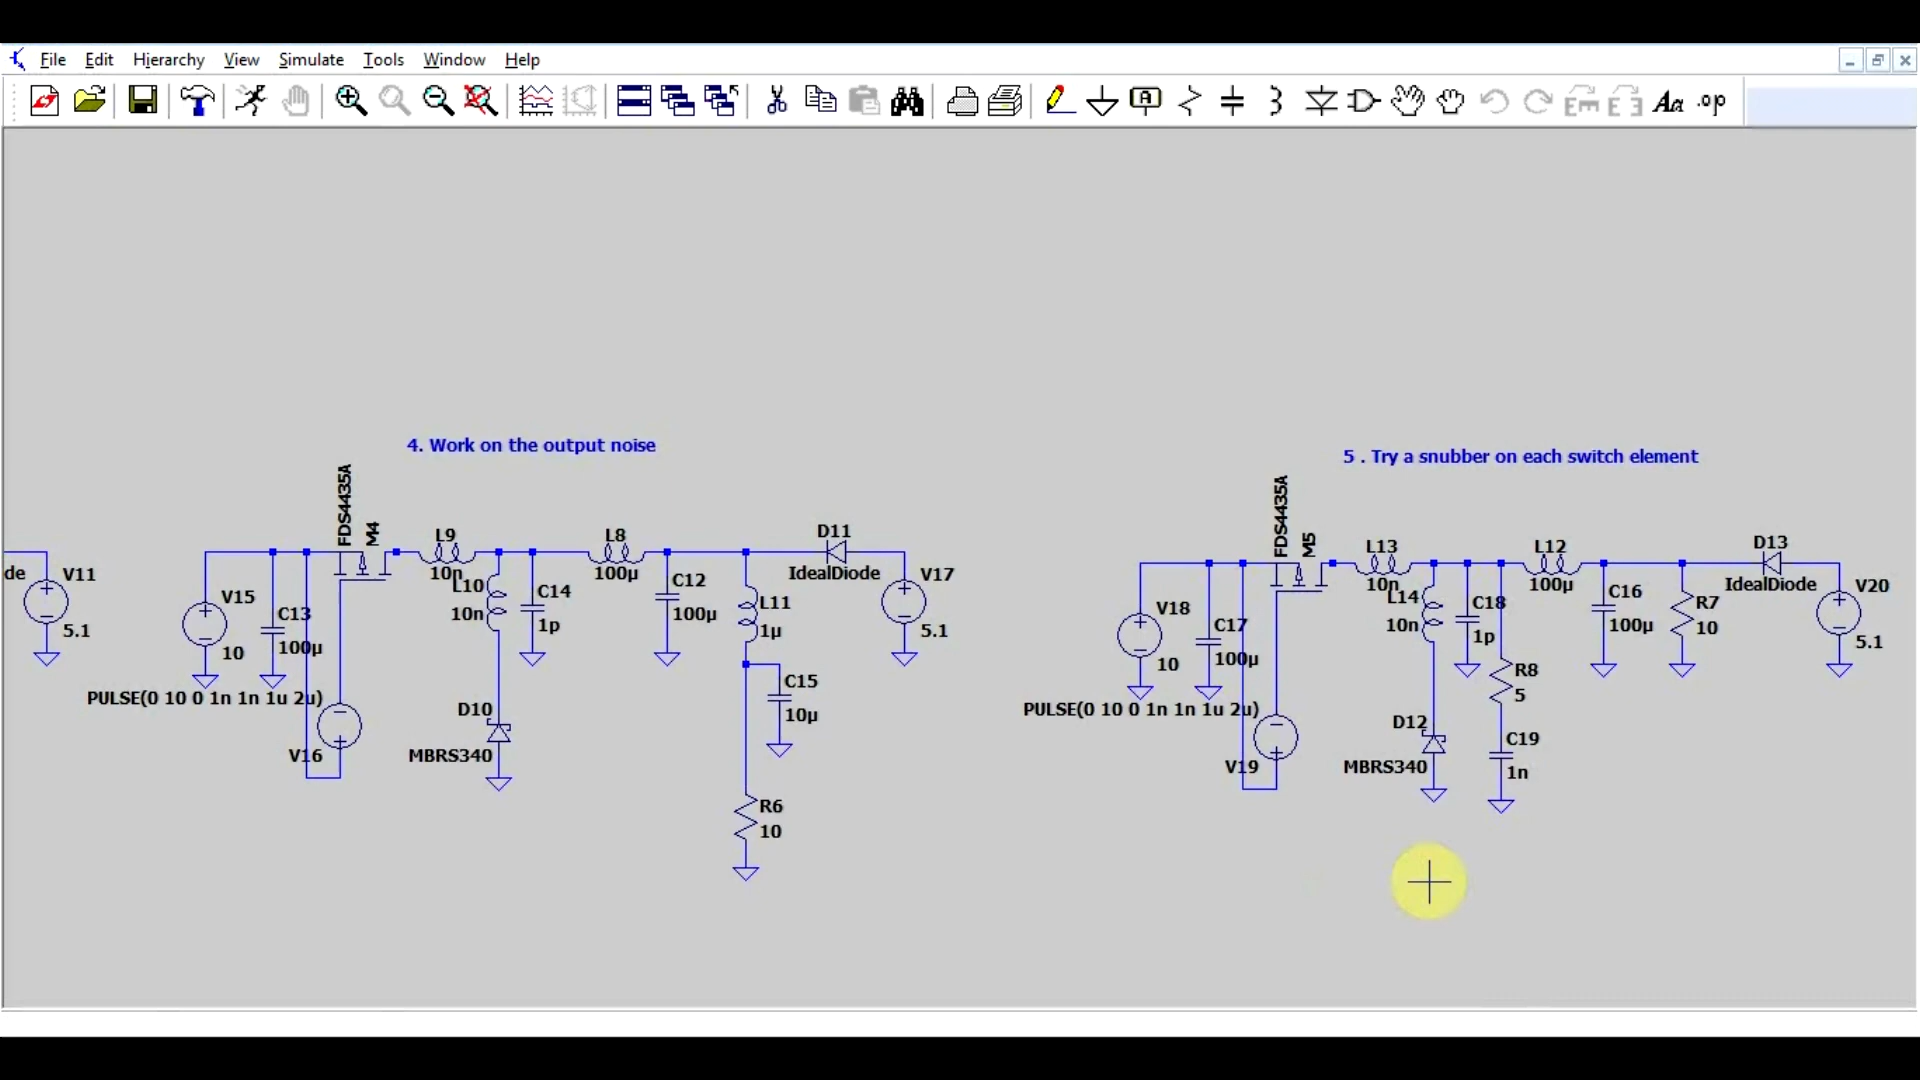 File Edit Hierarchy View Simulate Tools Window Help
A Aa .op
4. Work on the output noise
5 . Try a snubber on each switch element
de
V11
5.1
V15
10
PULSE(0 10 0 1n 1n 1u 2u)
C13
100µ
V16
FDS4435A
M4
L9
10n
L10
10n
D10
MBRS340
C14
1p
L8
100µ
C12
100µ
L11
1µ
C15
10µ
R6
10
D11
IdealDiode
V17
5.1
V18
10
PULSE(0 10 0 1n 1n 1u 2u)
C17
100µ
V19
FDS4435A
M5
L13
10n
L14
10n
D12
MBRS340
C18
1p
R8
5
C19
1n
L12
100µ
C16
100µ
R7
10
D13
IdealDiode
V20
5.1